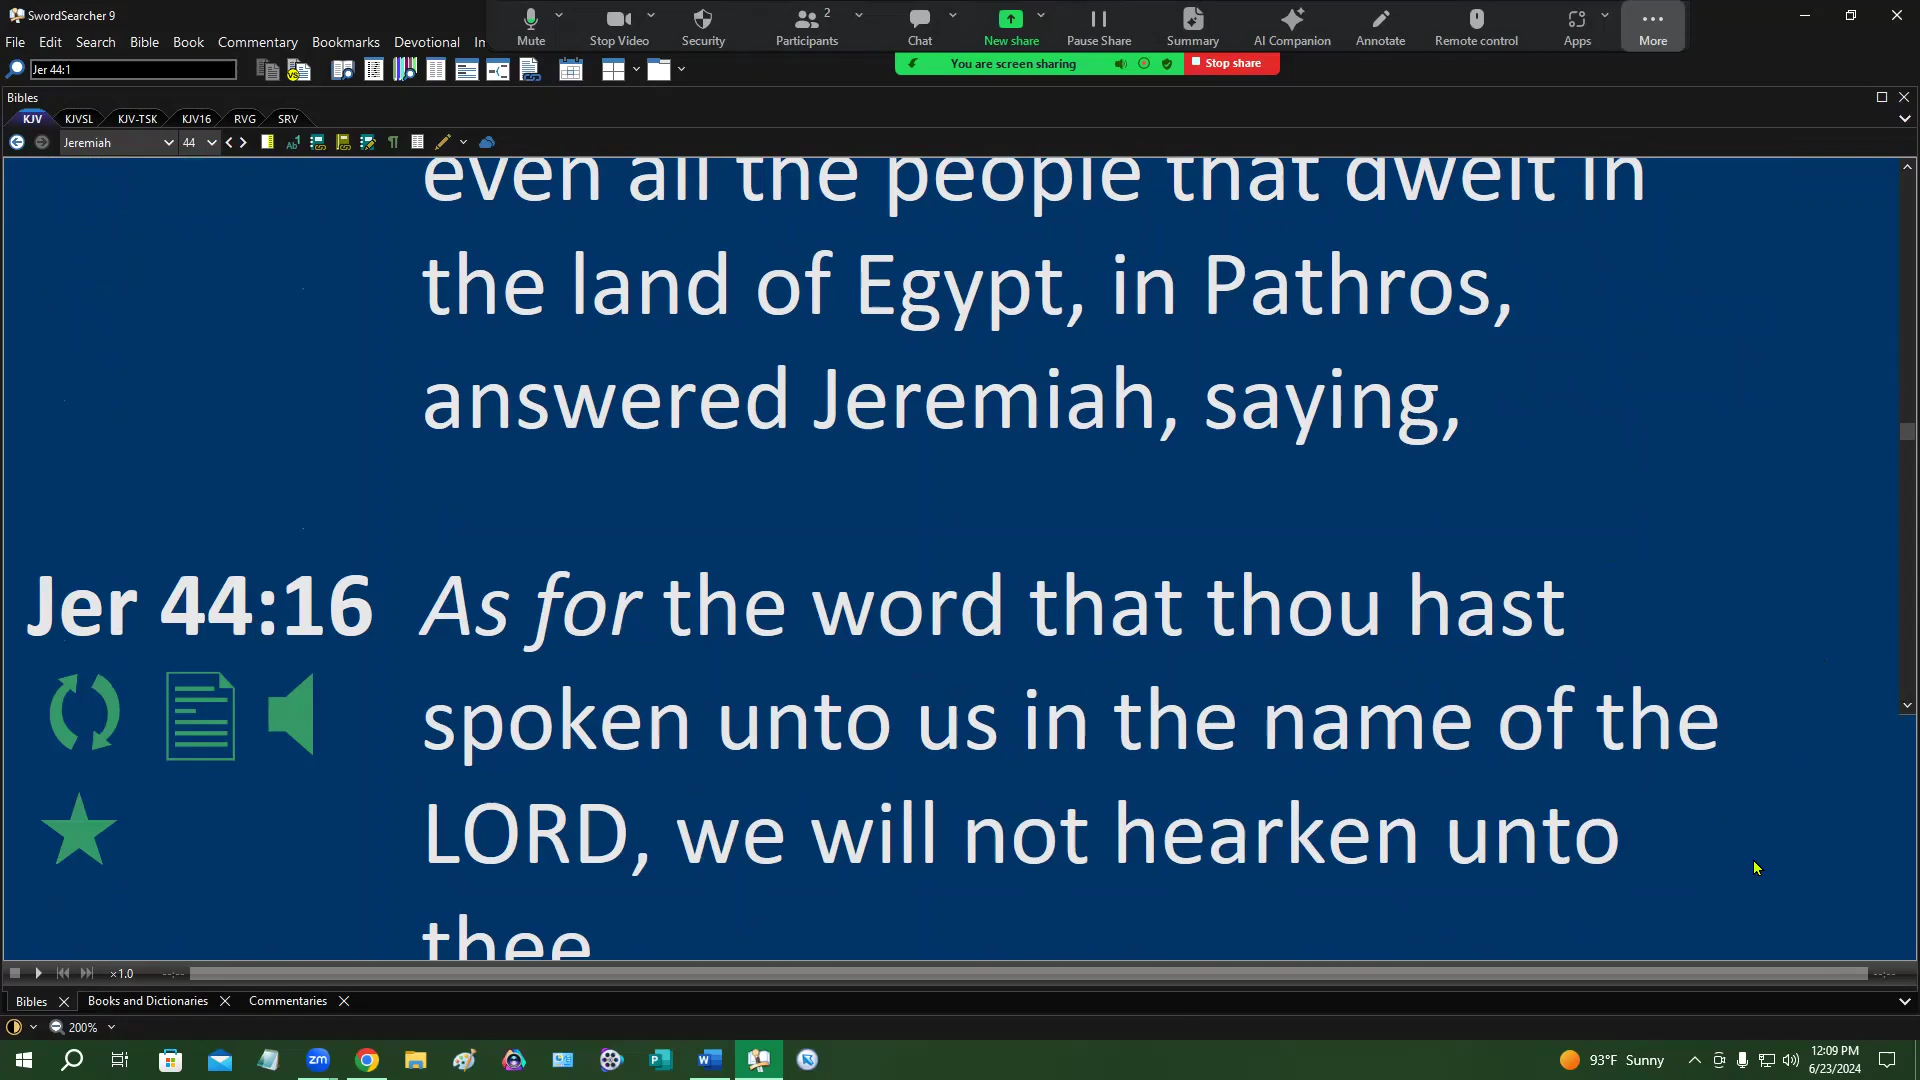 SwordSearcher 9
Mute
Stop Video
Security
2
Participants
Chat
New share
Pause Share
Summary
AI Companion
Annotate
Remote control
Apps
More
File Edit Search Bible Book Commentary Bookmarks Devotional
Jer 44:1
You are screen sharing
Stop share
Bibles
KJV KJVSL KJV-TSK KJV16 RVG SRV
Jeremiah 44
even all the people that dwelt in
the land of Egypt, in Pathros,
answered Jeremiah, saying,
Jer 44:16 As for the word that thou hast
spoken unto us in the name of the
LORD, we will not hearken unto
thee
×1.0 --:-- --:--
Bibles Books and Dictionaries Commentaries
200%
93°F Sunny
12:09 PM
6/23/2024